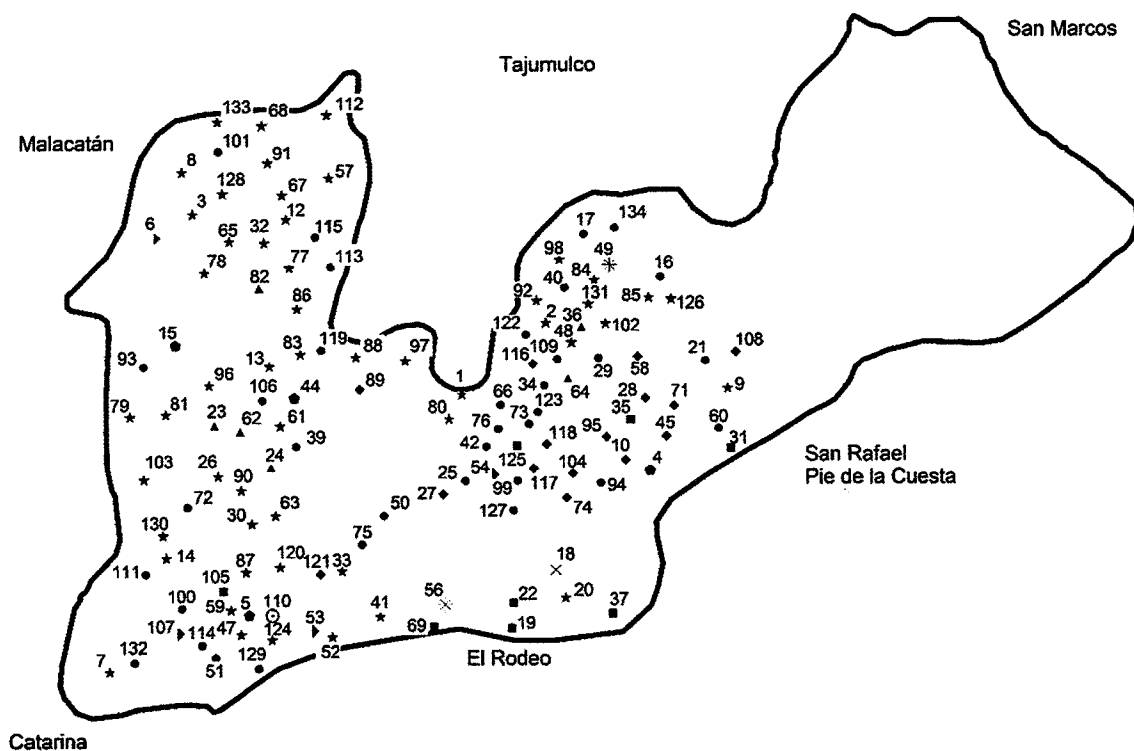 San Marcos
Tajumulco
Malacatán
133 68 112
101
8 91 57
128 67
3 12
6 65 32 115
17 134
78 77 113
98 49
82
40 84 16
86
92 131 85 126
2 36
122 48 102
15 119
83 88 97
116 109 58 21 108
93 13 29
96 106 44 89 1 34 64 28 71 9
79 81 23 62 61 80 66 123 35
76 73 60
39 42 118 95 10 45 31
103 26 24 125 4
90 25 54 117 104
72 27 99 94
San Rafael
Pie de la Cuesta
30 63 50 127 74
130
14 75
87 120 121 33 18
111 105
100 59 5 110 56 22 20 37
107 114 47 124 53 41
69 19
132 52
7 51 129
El Rodeo
Catarina